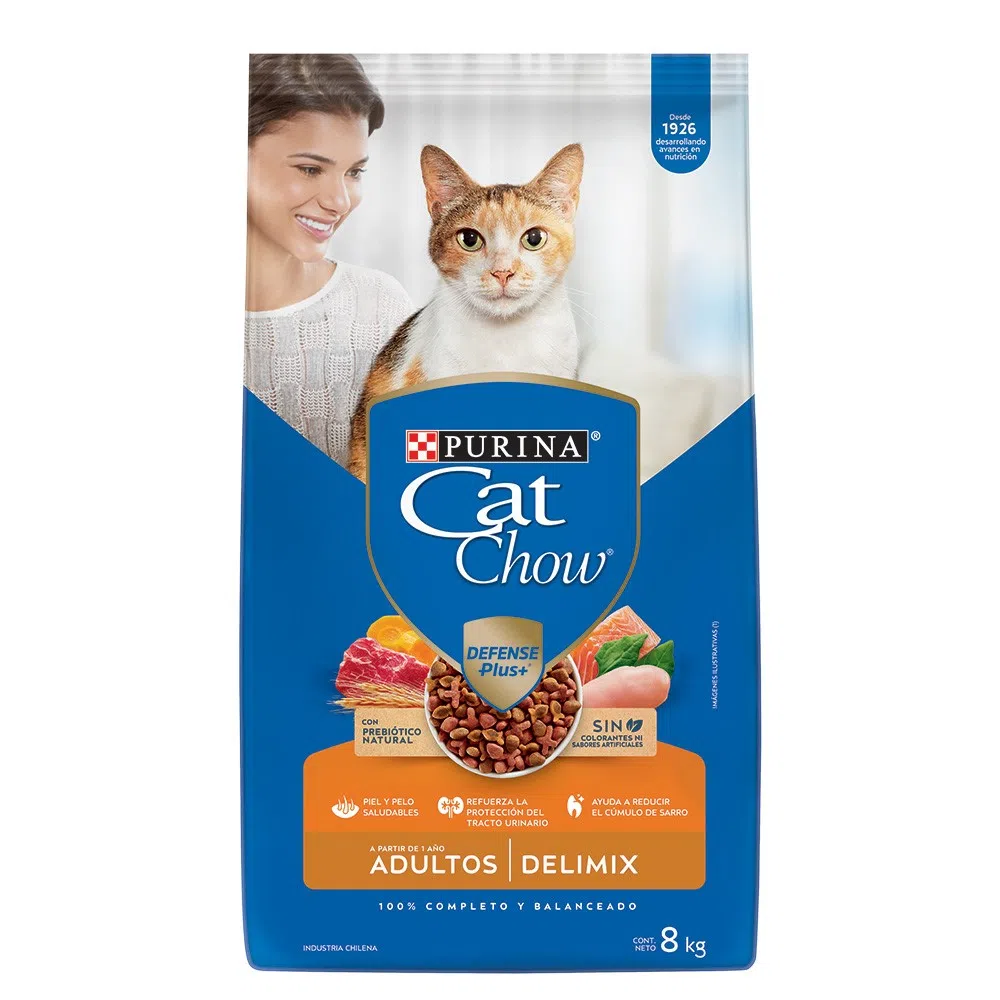 Desde
1926
desarrollando
avances en
nutrición
PURINA®
Cat
Chow®
DEFENSE
Plus+
IMÁGENES ILUSTRATIVAS (1)
CON
PREBIÓTICO
NATURAL
SIN
COLORANTES NI
SABORES ARTIFICIALES
PIEL Y PELO
SALUDABLES
REFUERZA LA
PROTECCIÓN DEL
TRACTO URINARIO
AYUDA A REDUCIR
EL CÚMULO DE SARRO
A PARTIR DE 1 AÑO
ADULTOS | DELIMIX
100% COMPLETO Y BALANCEADO
INDUSTRIA CHILENA
CONT.
NETO 8 kg